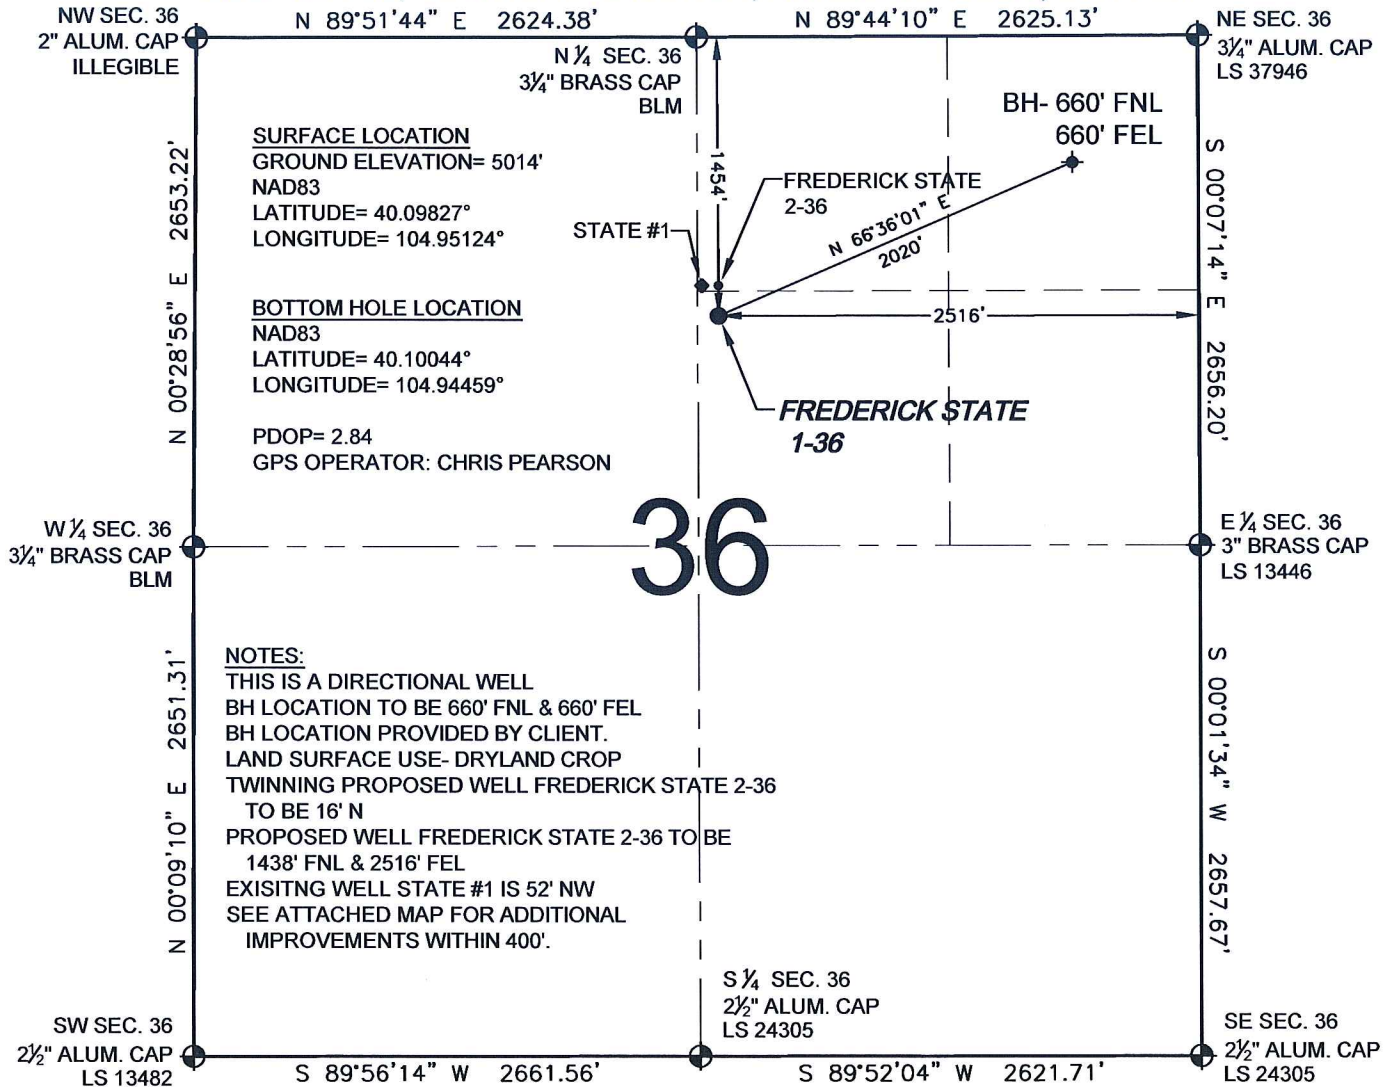 N 89°51'44" E 2624.38'
N 89°44'10" E 2625.13'
NW SEC. 36
2" ALUM. CAP
ILLEGIBLE
N ¼ SEC. 36
3¼" BRASS CAP
BLM
NE SEC. 36
3¼" ALUM. CAP
LS 37946
BH- 660' FNL
660' FEL
SURFACE LOCATION
GROUND ELEVATION= 5014'
NAD83
LATITUDE= 40.09827°
LONGITUDE= 104.95124°
BOTTOM HOLE LOCATION
NAD83
LATITUDE= 40.10044°
LONGITUDE= 104.94459°
PDOP= 2.84
GPS OPERATOR: CHRIS PEARSON
1454'
FREDERICK STATE
2-36
STATE #1
N 66°36'01" E
2020'
2516'
FREDERICK STATE
1-36
N 00°28'56" E 2653.22'
S 00°07'14" E 2656.20'
W ¼ SEC. 36
3¼" BRASS CAP
BLM
36
E ¼ SEC. 36
3" BRASS CAP
LS 13446
NOTES:
THIS IS A DIRECTIONAL WELL
BH LOCATION TO BE 660' FNL & 660' FEL
BH LOCATION PROVIDED BY CLIENT.
LAND SURFACE USE- DRYLAND CROP
TWINNING PROPOSED WELL FREDERICK STATE 2-36
TO BE 16' N
PROPOSED WELL FREDERICK STATE 2-36 TO BE
1438' FNL & 2516' FEL
EXISITNG WELL STATE #1 IS 52' NW
SEE ATTACHED MAP FOR ADDITIONAL
IMPROVEMENTS WITHIN 400'.
N 00°09'10" E 2651.31'
S 00°01'34" W 2657.67'
S ¼ SEC. 36
2½" ALUM. CAP
LS 24305
SW SEC. 36
2½" ALUM. CAP
LS 13482
SE SEC. 36
2½" ALUM. CAP
LS 24305
S 89°56'14" W 2661.56'
S 89°52'04" W 2621.71'